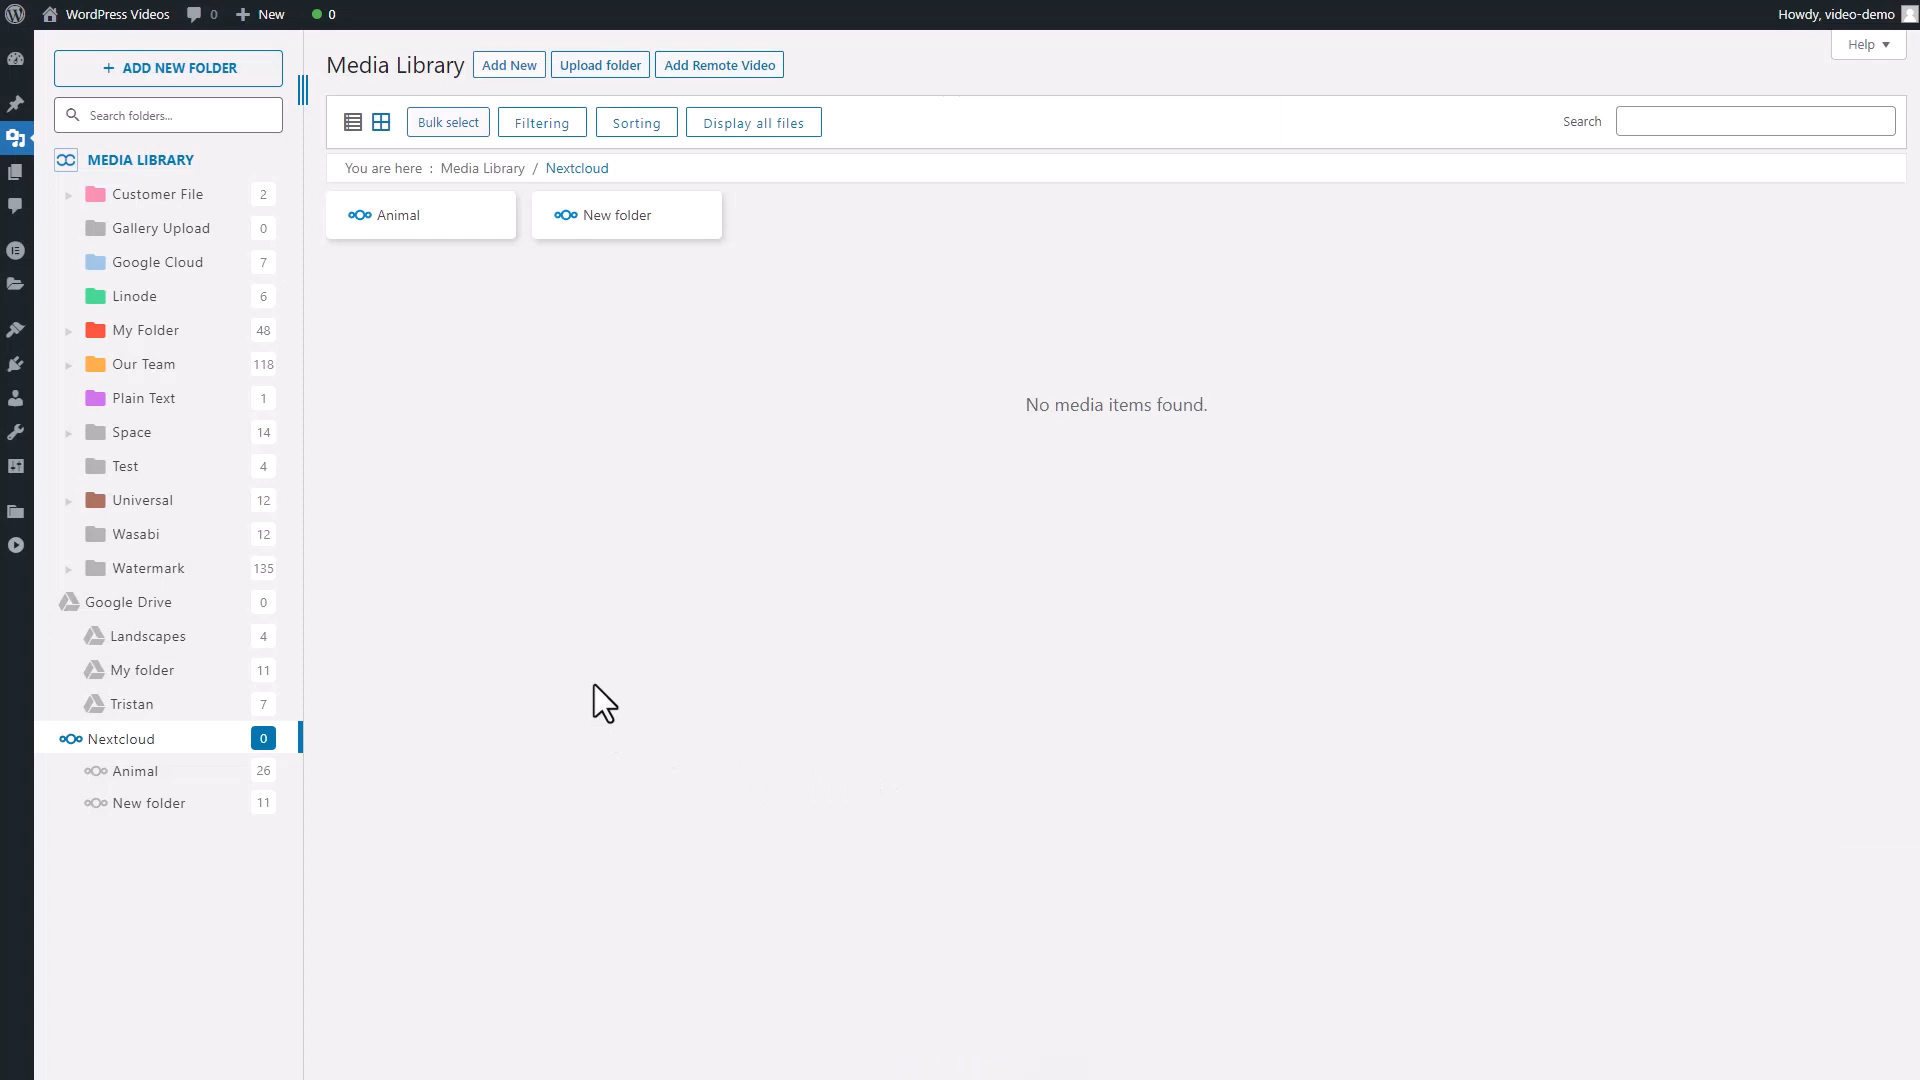 WordPress Videos 0 New 0 Howdy, video-demo
Help
ADD NEW FOLDER
Search folders...
MEDIA LIBRARY
Customer File 2
Gallery Upload 0
Google Cloud 7
Linode 6
My Folder 48
Our Team 118
Plain Text 1
Space 14
Test 4
Universal 12
Wasabi 12
Watermark 135
Google Drive 0
Landscapes 4
My folder 11
Tristan 7
Nextcloud 0
Animal 26
New folder 11
Media Library Add New Upload folder Add Remote Video
Bulk select Filtering Sorting Display all files Search
You are here : Media Library / Nextcloud
Animal New folder
No media items found.